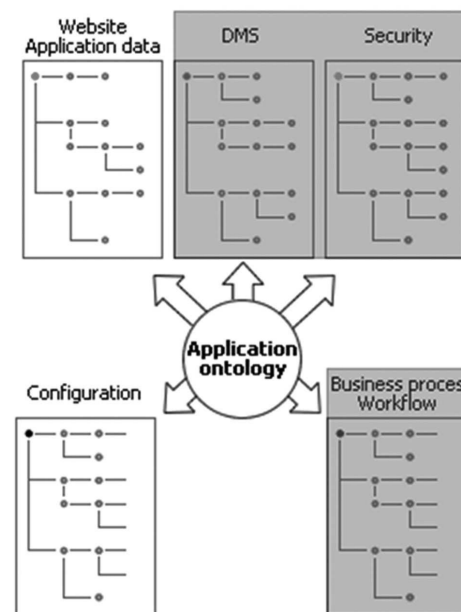 Website
Application data
DMS
Security
Application
ontology
Configuration
Business proces
Workflow